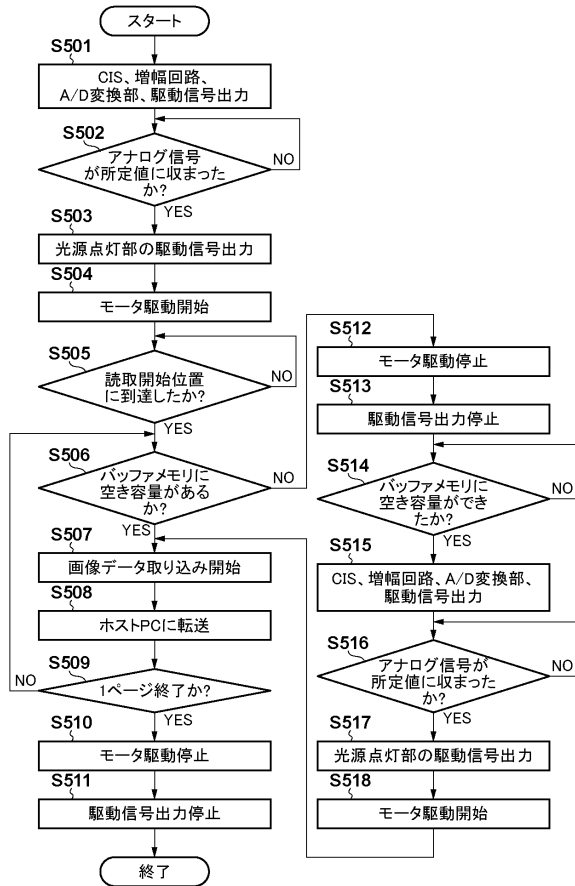 スタート
S501
CIS、増幅回路、
A/D変換部、駆動信号出力
S502
アナログ信号
が所定値に収まった
か?
NO
YES
S503
光源点灯部の駆動信号出力
S504
モータ駆動開始
S505
読取開始位置
に到達したか?
NO
YES
S506
バッファメモリに
空き容量がある
か?
NO
YES
S507
画像データ取り込み開始
S508
ホストPCに転送
S509
NO
1ページ終了か?
YES
S510
モータ駆動停止
S511
駆動信号出力停止
終了
S512
モータ駆動停止
S513
駆動信号出力停止
S514
バッファメモリに
空き容量ができ
たか?
NO
YES
S515
CIS、増幅回路、A/D変換部、
駆動信号出力
S516
アナログ信号が
所定値に収まった
か?
NO
YES
S517
光源点灯部の駆動信号出力
S518
モータ駆動開始